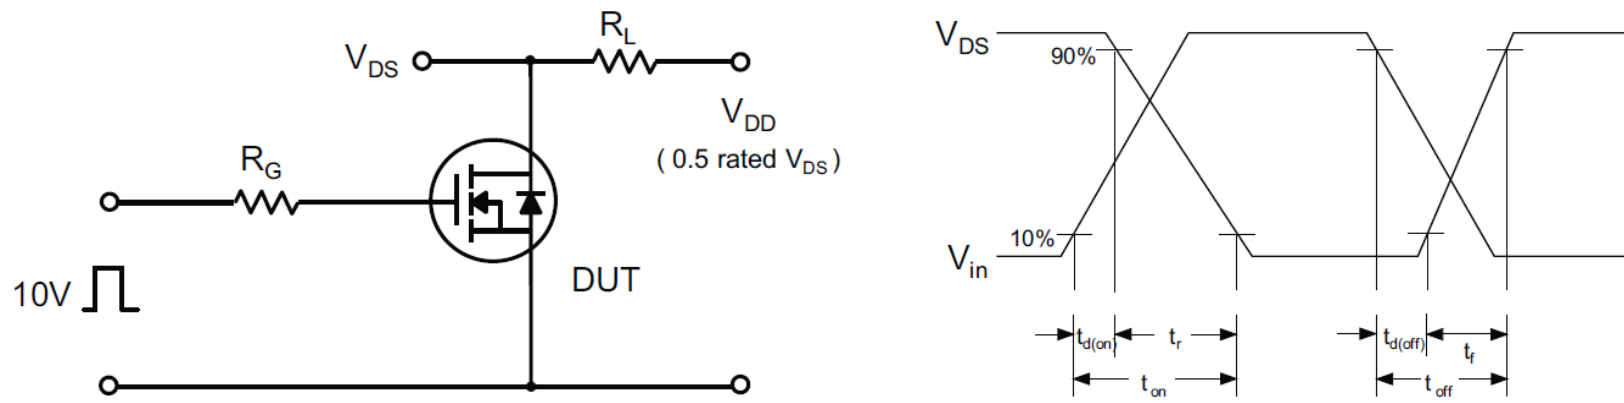 R_L
V_DS
V_DD
( 0.5 rated V_DS )
R_G
10V
DUT
V_DS
90%
10%
V_in
t_d(on)
t_r
t_on
t_d(off)
t_f
t_off